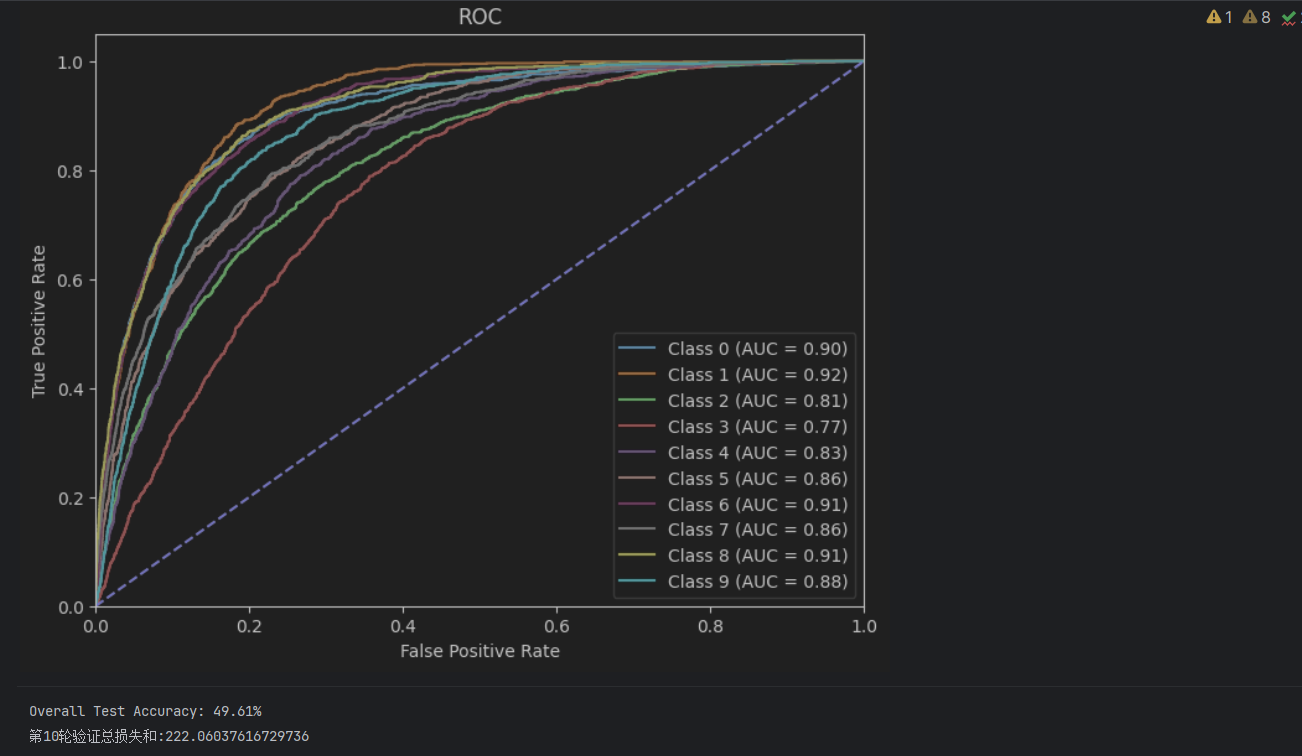 ROC
1 8
1.0
0.8
0.6
0.4
0.2
0.0
True Positive Rate
0.0 0.2 0.4 0.6 0.8 1.0
False Positive Rate
Class 0 (AUC = 0.90)
Class 1 (AUC = 0.92)
Class 2 (AUC = 0.81)
Class 3 (AUC = 0.77)
Class 4 (AUC = 0.83)
Class 5 (AUC = 0.86)
Class 6 (AUC = 0.91)
Class 7 (AUC = 0.86)
Class 8 (AUC = 0.91)
Class 9 (AUC = 0.88)
Overall Test Accuracy: 49.61%
第10轮验证总损失和:222.06037616729736